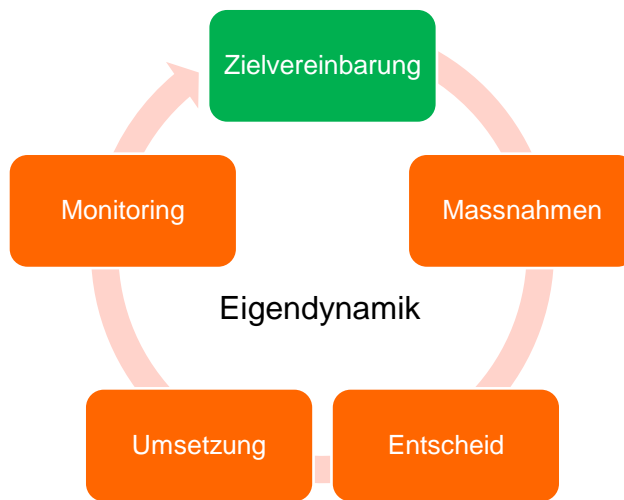 Zielvereinbarung
Massnahmen
Entscheid
Umsetzung
Monitoring
Eigendynamik